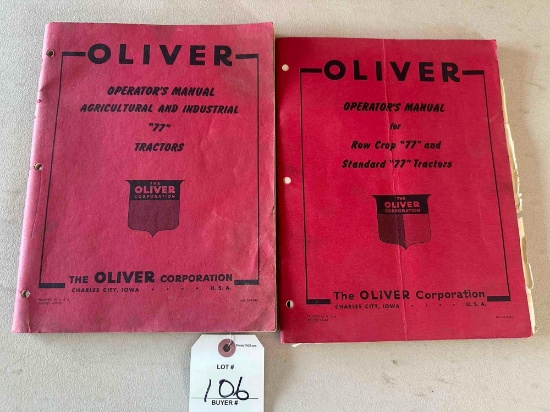 OLIVER
OPERATOR'S MANUAL
AGRICULTURAL AND INDUSTRIAL
"77"
TRACTORS
THE
OLIVER
CORPORATION
THE OLIVER CORPORATION
CHARLES CITY, IOWA • • • • U. S. A.
PRINTED IN U. S. A.
OLIVER
OPERATOR'S MANUAL
for
Row Crop "77" and
Standard "77" Tractors
THE
OLIVER
CORPORATION
The OLIVER Corporation
CHARLES CITY, IOWA • • • • U. S. A.
LOT #
106
BUYER #